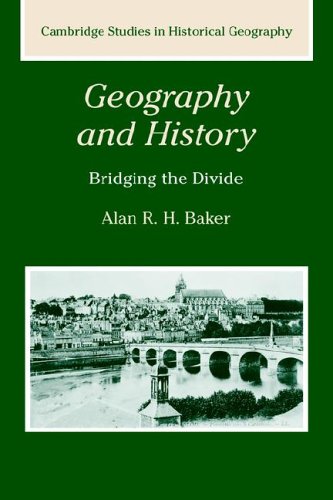 Cambridge Studies in Historical Geography
Geography
and History
Bridging the Divide
Alan R. H. Baker